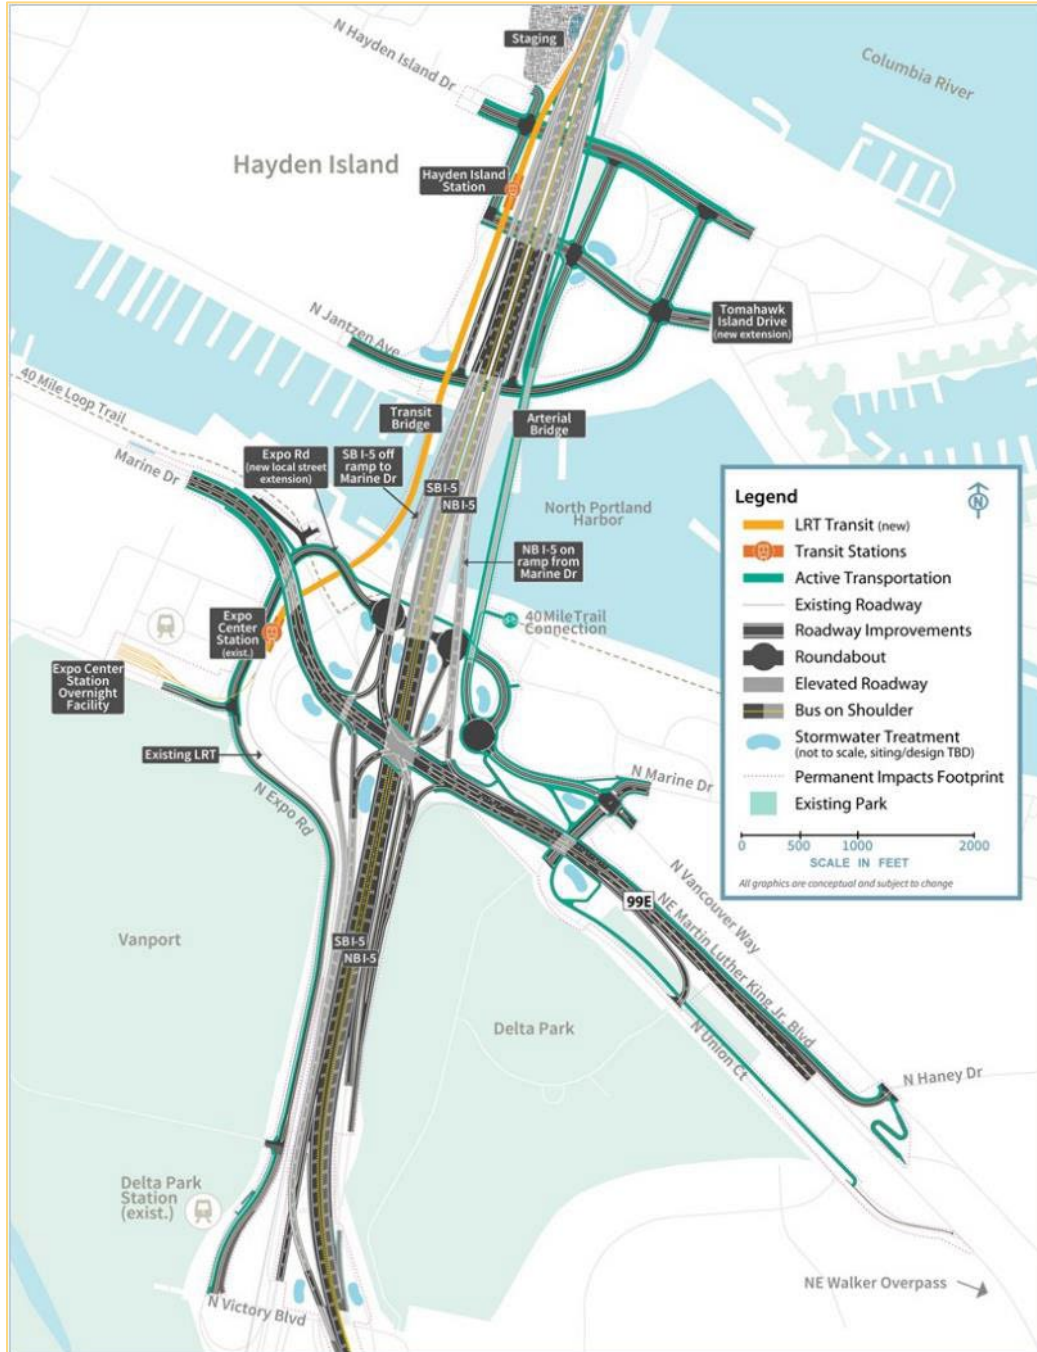 Staging
N Hayden Island Dr
Columbia River
Hayden Island
Hayden Island
Station
N Jantzen Ave
Tomahawk
Island Drive
(new extension)
40 Mile Loop Trail
Transit
Bridge
Arterial
Bridge
Marine Dr
Expo Rd
(new local street
extension)
SB I-5 off
ramp to
Marine Dr
SB I-5
NB I-5
North Portland
Harbor
NB I-5 on
ramp from
Marine Dr
40 Mile Trail
Connection
Expo
Center
Station
(exist.)
Expo Center
Station
Overnight
Facility
Existing LRT
N Expo Rd
N Marine Dr
N Vancouver Way
99E
NE Martin Luther King Jr. Blvd
Vanport
SB I-5
NB I-5
Delta Park
N Union Ct
N Haney Dr
Delta Park
Station
(exist.)
N Victory Blvd
NE Walker Overpass
Legend
N
LRT Transit (new)
Transit Stations
Active Transportation
Existing Roadway
Roadway Improvements
Roundabout
Elevated Roadway
Bus on Shoulder
Stormwater Treatment
(not to scale, siting/design TBD)
Permanent Impacts Footprint
Existing Park
0 500 1000 2000
SCALE IN FEET
All graphics are conceptual and subject to change